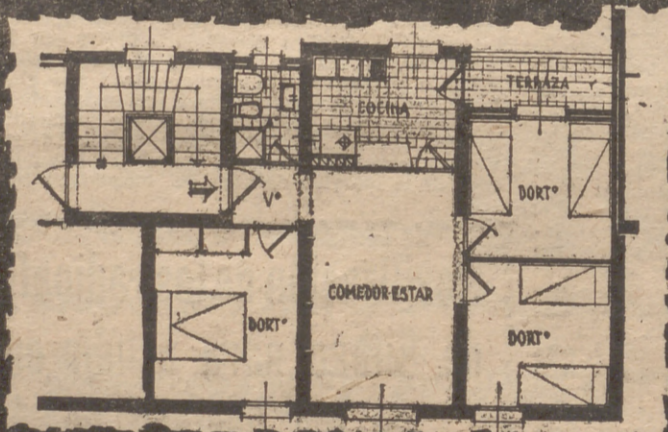 TERRAZA
COCINA
DORTº
Vº
COMEDOR-ESTAR
DORTº
DORTº